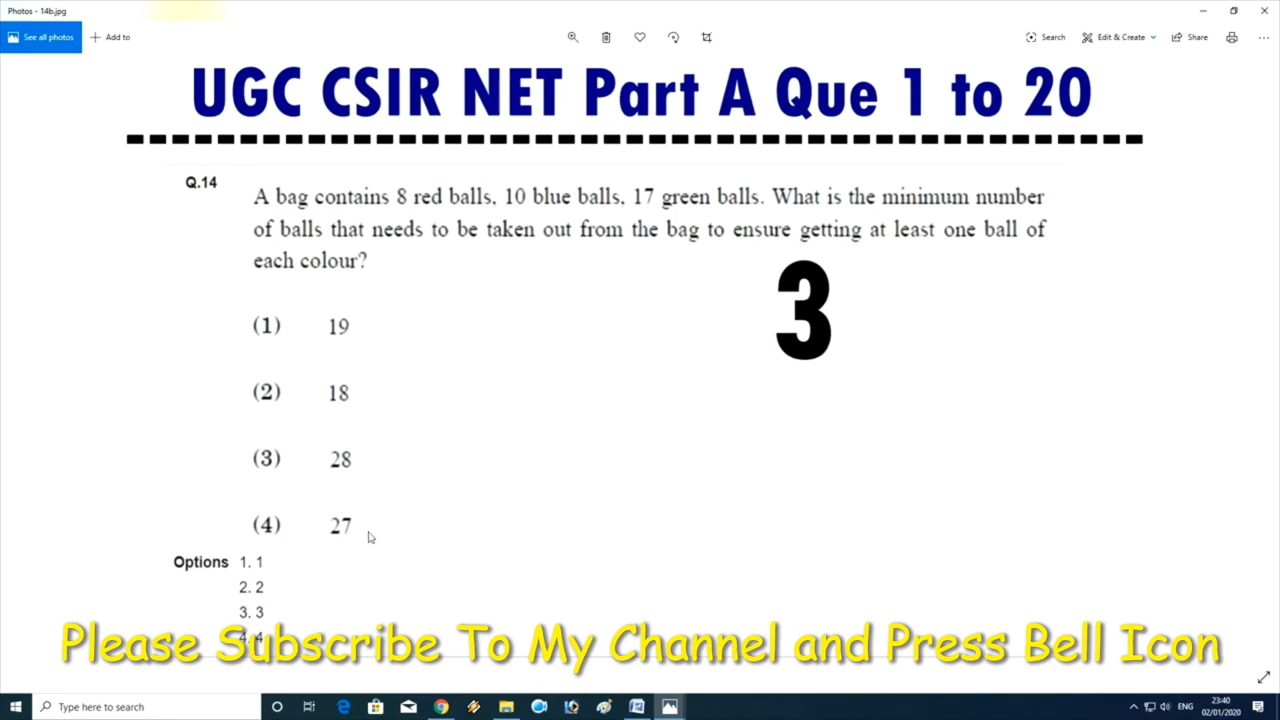 Photos - 14b.jpg
See all photos + Add to Search Edit & Create Share
UGC CSIR NET Part A Que 1 to 20
Q.14
A bag contains 8 red balls, 10 blue balls, 17 green balls. What is the minimum number
of balls that needs to be taken out from the bag to ensure getting at least one ball of
each colour?
3
(1) 19
(2) 18
(3) 28
(4) 27
Options 1. 1
2. 2
3. 3
4. 4
Please Subscribe To My Channel and Press Bell Icon
Type here to search
ENG
23:40
02/01/2020